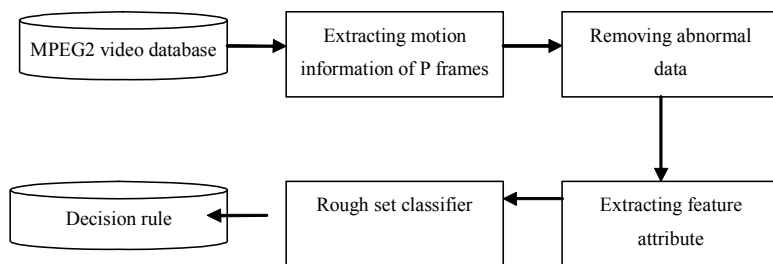 MPEG2 video database
Extracting motion
information of P frames
Removing abnormal
data
Decision rule
Rough set classifier
Extracting feature
attribute